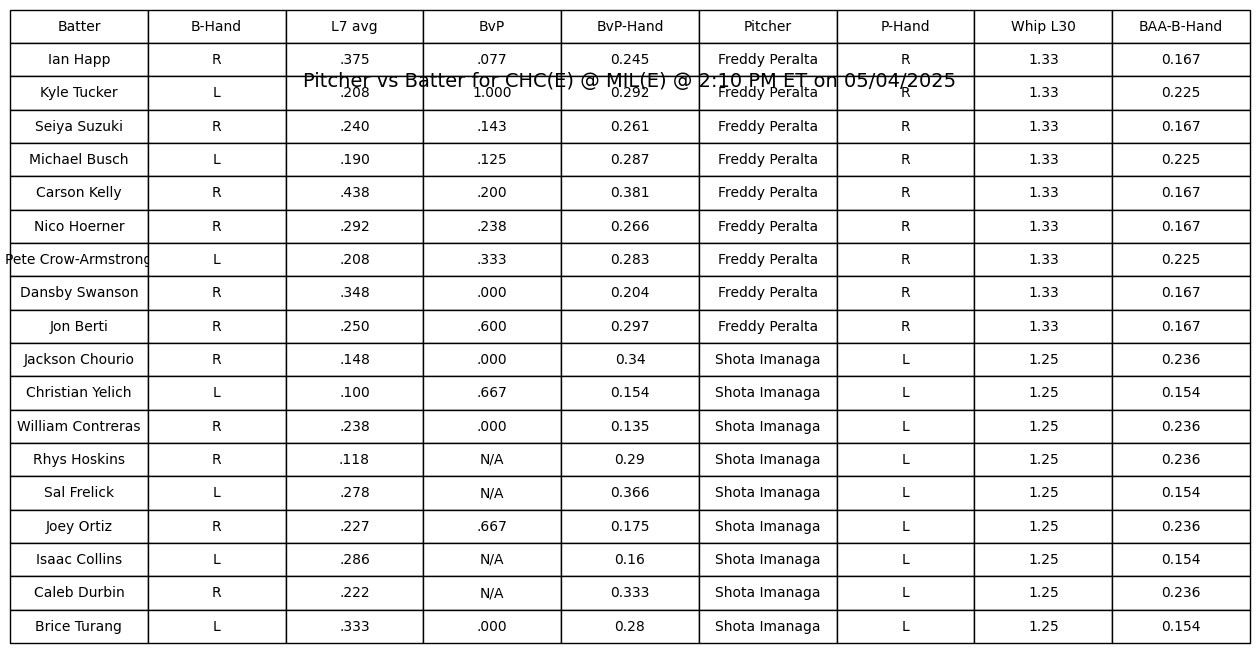 Batter B-Hand L7 avg BvP BvP-Hand Pitcher P-Hand Whip L30 BAA-B-Hand
Ian Happ R .375 .077 0.245 Freddy Peralta R 1.33 0.167
Pitcher vs Batter for CHC(E) @ MIL(E) @ 2:10 PM ET on 05/04/2025
Kyle Tucker L .208 1.000 0.292 Freddy Peralta R 1.33 0.225
Seiya Suzuki R .240 .143 0.261 Freddy Peralta R 1.33 0.167
Michael Busch L .190 .125 0.287 Freddy Peralta R 1.33 0.225
Carson Kelly R .438 .200 0.381 Freddy Peralta R 1.33 0.167
Nico Hoerner R .292 .238 0.266 Freddy Peralta R 1.33 0.167
Pete Crow-Armstrong L .208 .333 0.283 Freddy Peralta R 1.33 0.225
Dansby Swanson R .348 .000 0.204 Freddy Peralta R 1.33 0.167
Jon Berti R .250 .600 0.297 Freddy Peralta R 1.33 0.167
Jackson Chourio R .148 .000 0.34 Shota Imanaga L 1.25 0.236
Christian Yelich L .100 .667 0.154 Shota Imanaga L 1.25 0.154
William Contreras R .238 .000 0.135 Shota Imanaga L 1.25 0.236
Rhys Hoskins R .118 N/A 0.29 Shota Imanaga L 1.25 0.236
Sal Frelick L .278 N/A 0.366 Shota Imanaga L 1.25 0.154
Joey Ortiz R .227 .667 0.175 Shota Imanaga L 1.25 0.236
Isaac Collins L .286 N/A 0.16 Shota Imanaga L 1.25 0.154
Caleb Durbin R .222 N/A 0.333 Shota Imanaga L 1.25 0.236
Brice Turang L .333 .000 0.28 Shota Imanaga L 1.25 0.154